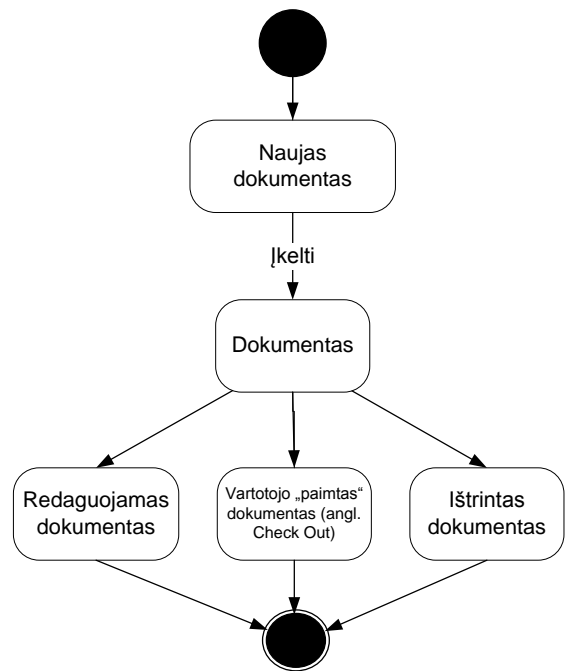 Naujas
dokumentas
Įkelti
Dokumentas
Redaguojamas
dokumentas
Vartotojo „paimtas“
dokumentas (angl.
Check Out)
Ištrintas
dokumentas